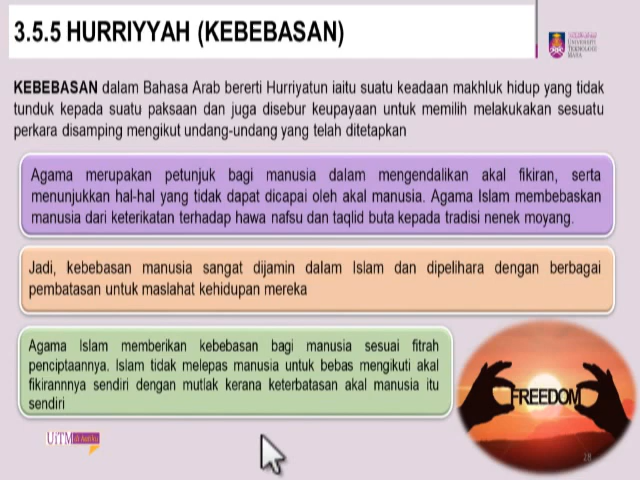 3.5.5 HURRIYYAH (KEBEBASAN)
UNIVERSITI
TEKNOLOGI
MARA
KEBEBASAN dalam Bahasa Arab bererti Hurriyatun iaitu suatu keadaan makhluk hidup yang tidak
tunduk kepada suatu paksaan dan juga disebur keupayaan untuk memilih melakukakan sesuatu
perkara disamping mengikut undang-undang yang telah ditetapkan
Agama merupakan petunjuk bagi manusia dalam mengendalikan akal fikiran, serta
menunjukkan hal-hal yang tidak dapat dicapai oleh akal manusia. Agama Islam membebaskan
manusia dari keterikatan terhadap hawa nafsu dan taqlid buta kepada tradisi nenek moyang.
Jadi, kebebasan manusia sangat dijamin dalam Islam dan dipelihara dengan berbagai
pembatasan untuk maslahat kehidupan mereka
Agama Islam memberikan kebebasan bagi manusia sesuai fitrah
penciptaannya. Islam tidak melepas manusia untuk bebas mengikuti akal
fikirannnya sendiri dengan mutlak kerana keterbatasan akal manusia itu
sendiri
FREEDOM
UiTM di hatiku
28